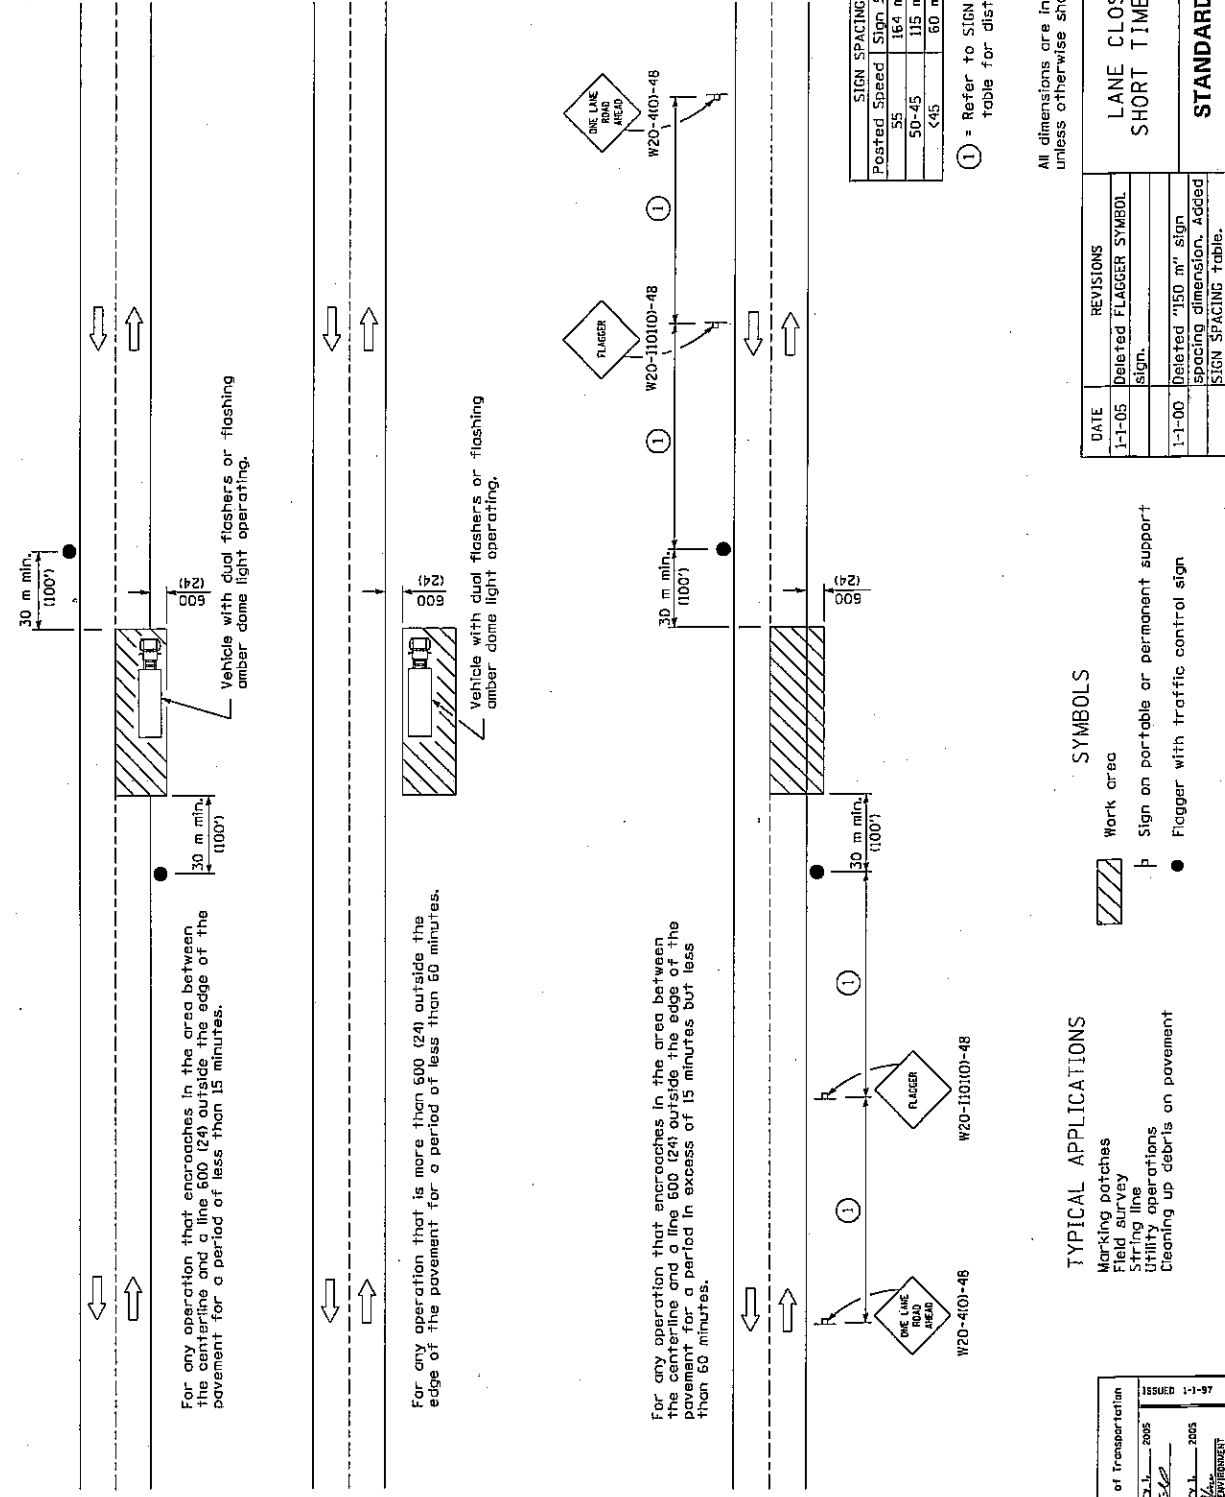 30 m min.
(100')
600
(24)
Vehicle with dual flashers or flashing
amber dome light operating.
30 m min.
(100')
For any operation that encroaches in the area between
the centerline and a line 600 (24) outside the edge of the
pavement for a period of less than 15 minutes.
600
(24)
Vehicle with dual flashers or flashing
amber dome light operating.
For any operation that is more than 600 (24) outside the
edge of the pavement for a period of less than 60 minutes.
ONE LANE
ROAD
AHEAD
W20-4(O)-48
FLAGGER
W20-I101(O)-48
1
1
30 m min.
(100')
600
(24)
30 m min.
(100')
For any operation that encroaches in the area between
the centerline and a line 600 (24) outside the edge of the
pavement for a period in excess of 15 minutes but less
than 60 minutes.
1
1
FLAGGER
W20-I101(O)-48
ONE LANE
ROAD
AHEAD
W20-4(O)-48
SIGN SPACING
Posted Speed Sign
55 164
50-45 115
<45 60
1 = Refer to SIGN
table for
All dimensions are in
unless otherwise
TYPICAL APPLICATIONS
Marking patches
Field survey
String line
Utility operations
Cleaning up debris on pavement
SYMBOLS
Work area
Sign on portable or permanent support
Flagger with traffic control sign
DATE REVISIONS
1-1-05 Deleted FLAGGER SYMBOL
sign.
1-1-00 Deleted "150 m" sign
spacing dimension. Added
SIGN SPACING table.
LANE
SHORT TIME
STANDARD
of Transportation
2005
2005
ENVIRONMENT
ISSUED 1-1-97